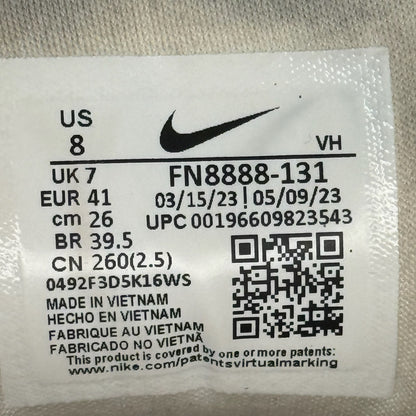 US
8
VH
UK 7
FN8888-131
EUR 41
03/15/23 | 05/09/23
cm 26
UPC 00196609823543
BR 39.5
CN 260(2.5)
0492F3D5K16WS
MADE IN VIETNAM
HECHO EN VIETNAM
FABRIQUE AU VIETNAM
FABRICADO NO VIETNÃ
This product is covered by one or more patents:
www.nike.com/patentsvirtualmarking